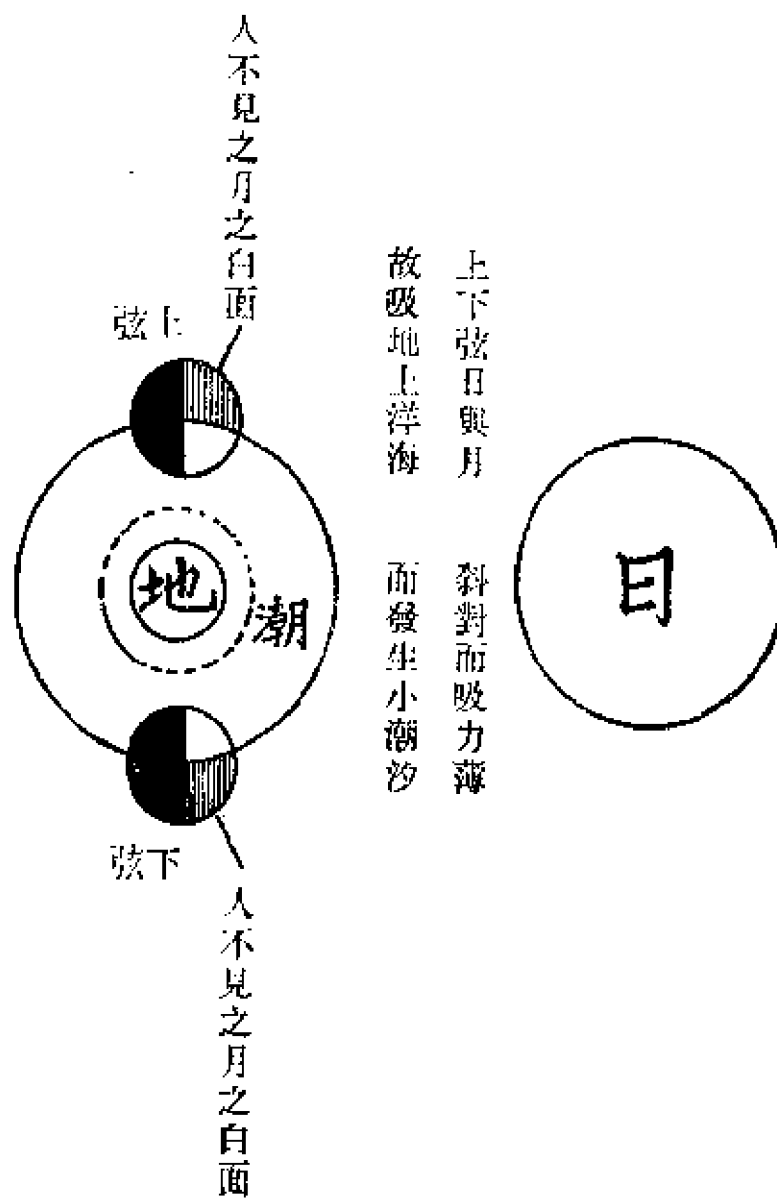 人不見之月之白面
上下弦日與月
斜對而吸力薄
故吸地上洋海
而發生小潮汐
弦上
日
地
潮
弦下
人不見之月之白面